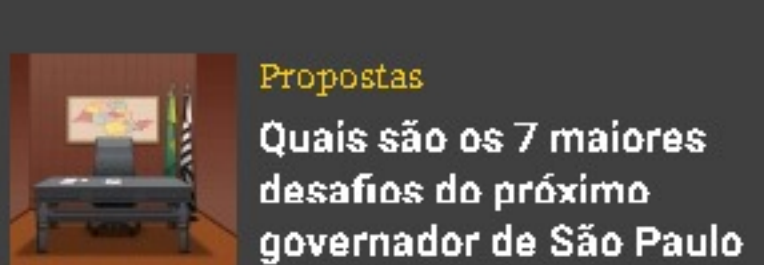 Propostas
Quais são os 7 maiores
desafios do próximo
governador de São Paulo